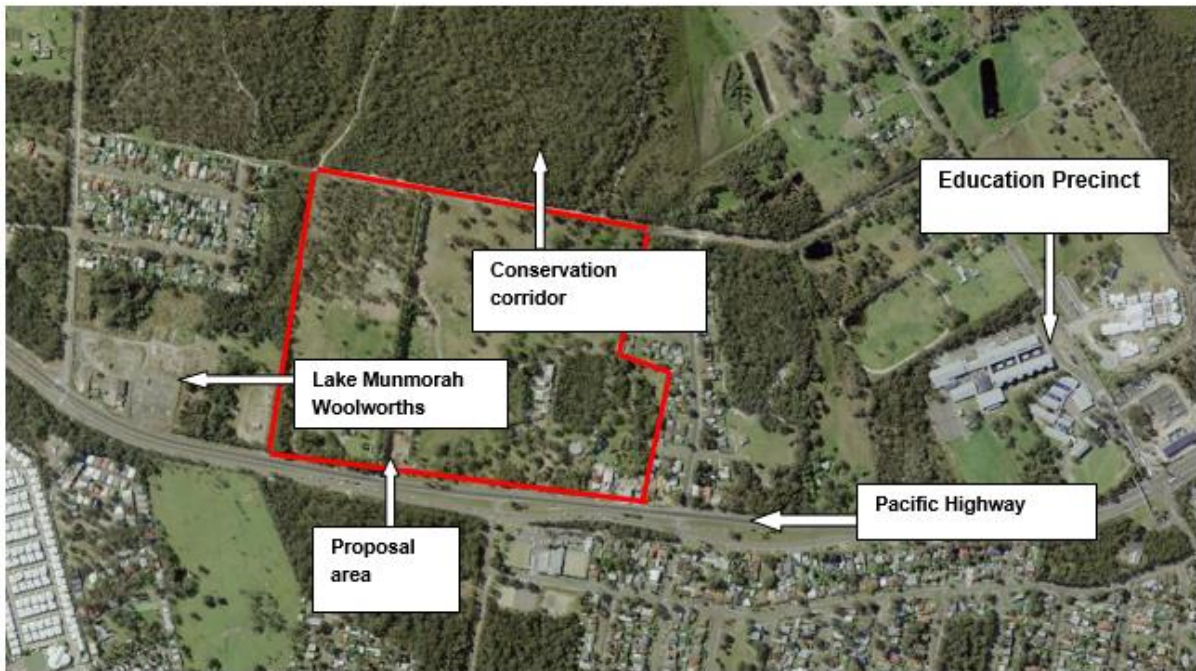 Education Precinct
Conservation
corridor
Lake Munmorah
Woolworths
Pacific Highway
Proposal
area